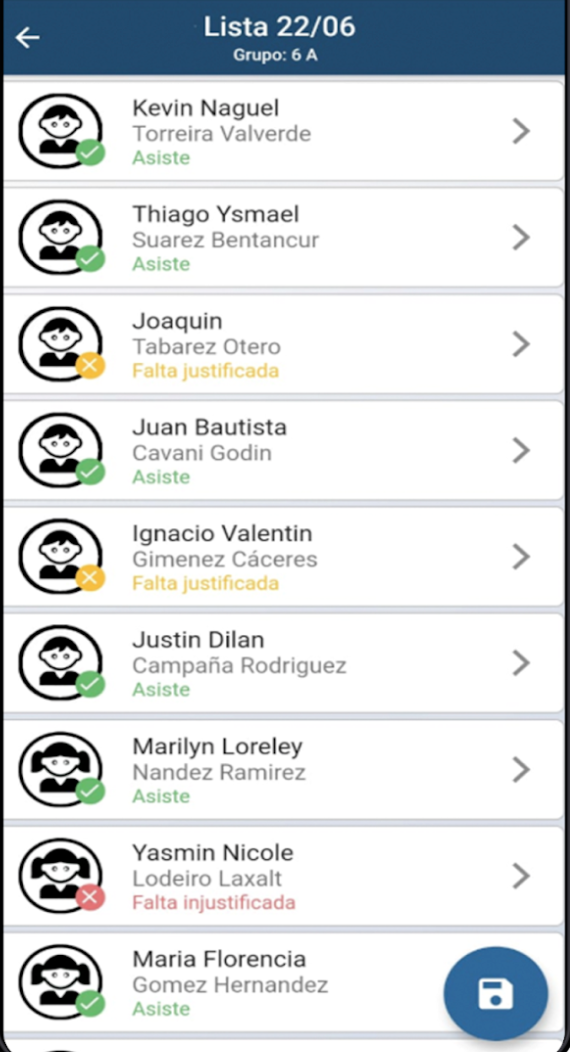 Lista 22/06
Grupo: 6 A
Kevin Naguel
Torreira Valverde
Asiste
Thiago Ysmael
Suarez Bentancur
Asiste
Joaquin
Tabarez Otero
Falta justificada
Juan Bautista
Cavani Godin
Asiste
Ignacio Valentin
Gimenez Cáceres
Falta justificada
Justin Dilan
Campaña Rodriguez
Asiste
Marilyn Loreley
Nandez Ramirez
Asiste
Yasmin Nicole
Lodeiro Laxalt
Falta injustificada
Maria Florencia
Gomez Hernandez
Asiste